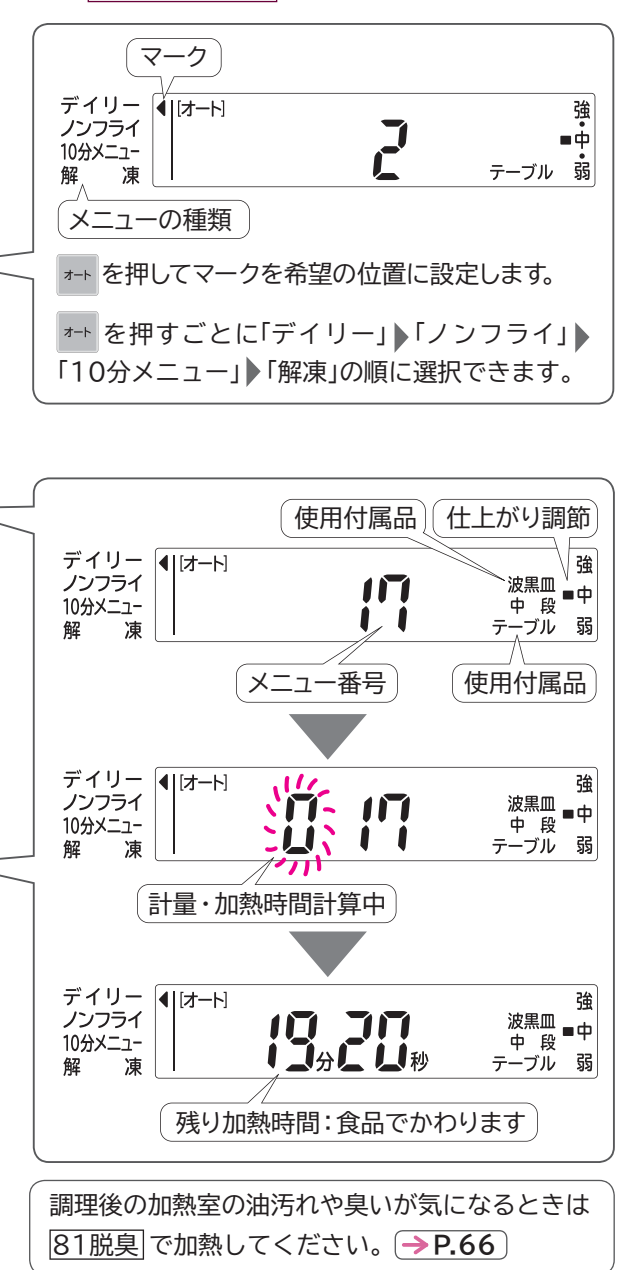 マーク
デイリー ◀ [オート] 強
ノンフライ ・
10分メニュー 2 ■中
解 凍 テーブル ・弱
メニューの種類
オート を押してマークを希望の位置に設定します。
オート を押すごとに「デイリー」▶「ノンフライ」▶
「10分メニュー」▶「解凍」の順に選択できます。
使用付属品 仕上がり調節
デイリー ◀ [オート] 強
ノンフライ 17 波黒皿 ■中
10分メニュー 中 段
解 凍 テーブル 弱
メニュー番号 使用付属品
デイリー ◀ [オート] 強
ノンフライ 0 17 波黒皿 ■中
10分メニュー 中 段
解 凍 テーブル 弱
計量・加熱時間計算中
デイリー ◀ [オート] 強
ノンフライ 19分20秒 波黒皿 ■中
10分メニュー 中 段
解 凍 テーブル 弱
残り加熱時間：食品でかわります
調理後の加熱室の油汚れや臭いが気になるときは
81脱臭 で加熱してください。 →P.66